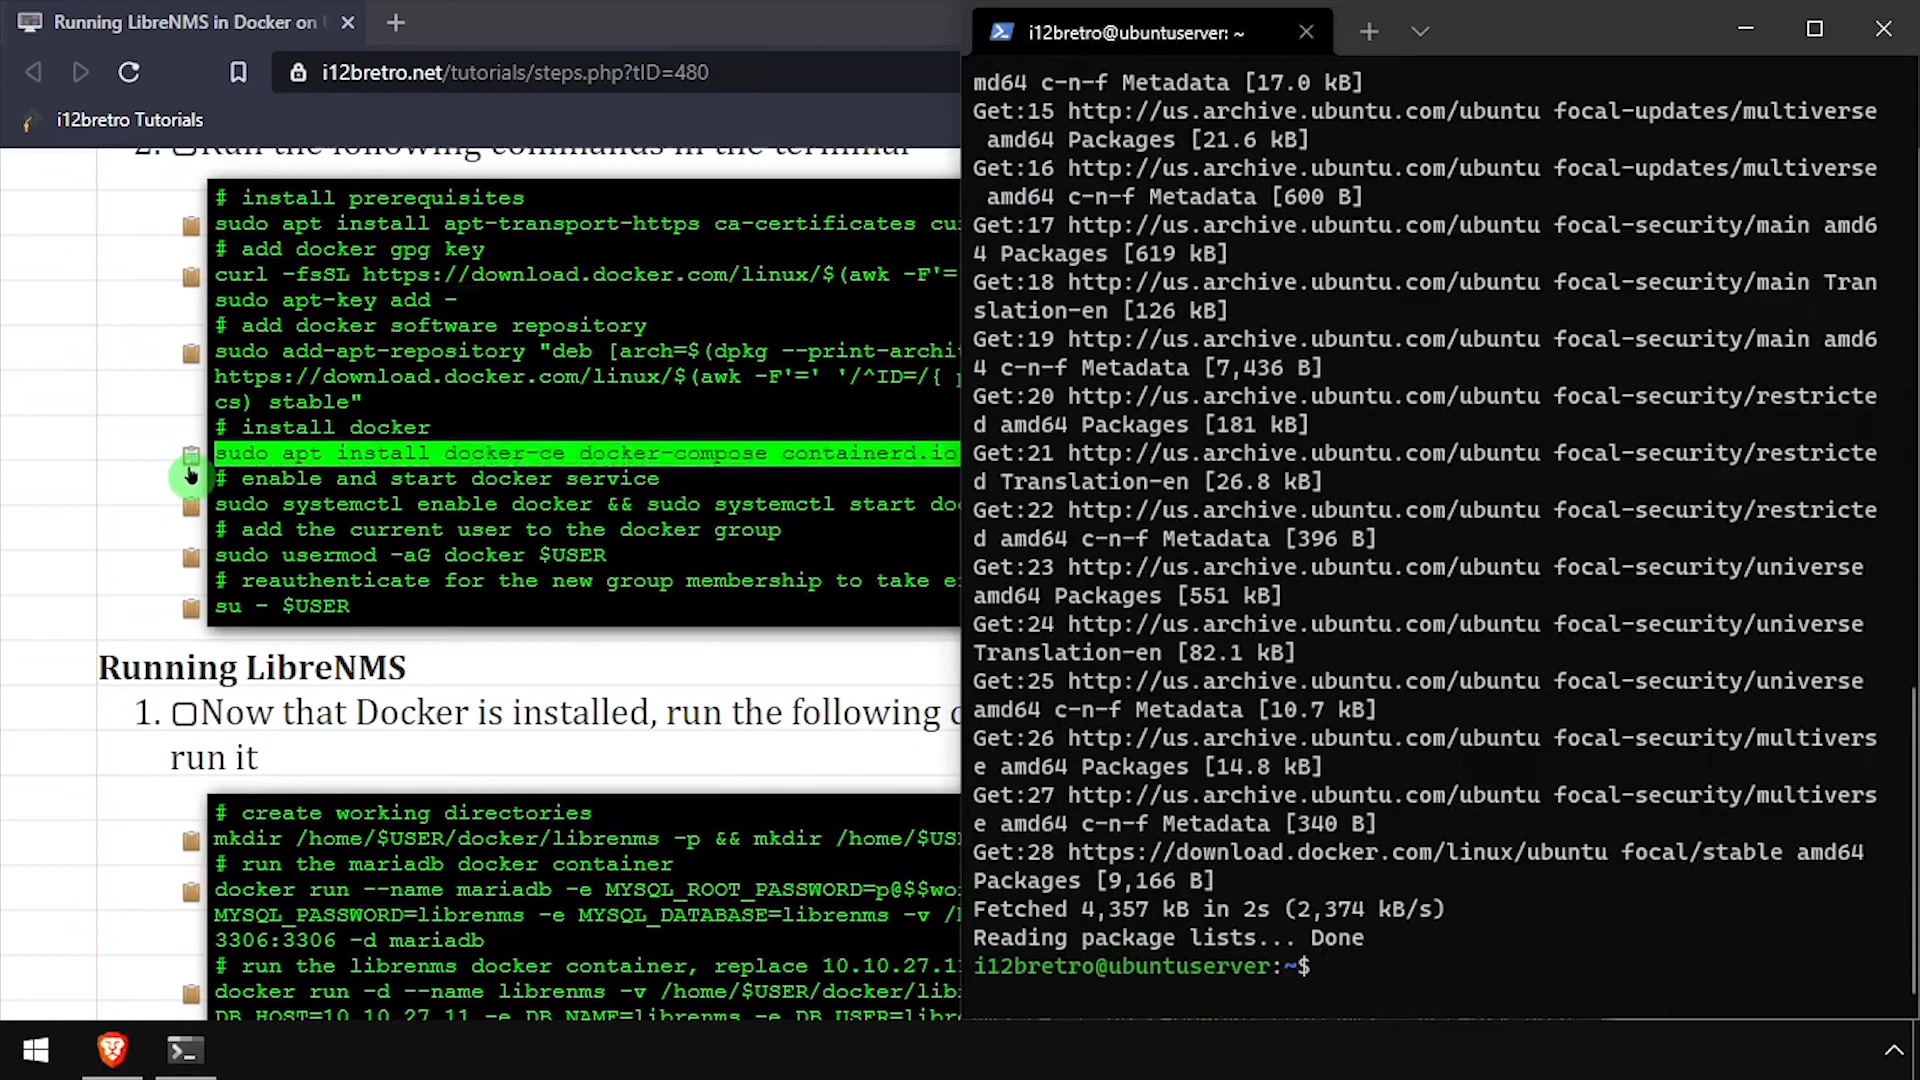 Running LibreNMS in Docker on
i12bretro.net/tutorials/steps.php?tID=480
i12bretro Tutorials
2. Run the following commands in the terminal
# install prerequisites
sudo apt install apt-transport-https ca-certificates cu
# add docker gpg key
curl -fsSL https://download.docker.com/linux/$(awk -F'=
sudo apt-key add -
# add docker software repository
sudo add-apt-repository "deb [arch=$(dpkg --print-archi
https://download.docker.com/linux/$(awk -F'=' '/^ID=/{ p
cs) stable"
# install docker
sudo apt install docker-ce docker-compose containerd.io
# enable and start docker service
sudo systemctl enable docker && sudo systemctl start do
# add the current user to the docker group
sudo usermod -aG docker $USER
# reauthenticate for the new group membership to take e
su - $USER
Running LibreNMS
1. Now that Docker is installed, run the following
run it
# create working directories
mkdir /home/$USER/docker/librenms -p && mkdir /home/$US
# run the mariadb docker container
docker run --name mariadb -e MYSQL_ROOT_PASSWORD=p@$$wo
MYSQL_PASSWORD=librenms -e MYSQL_DATABASE=librenms -v /
3306:3306 -d mariadb
# run the librenms docker container, replace 10.10.27.1
docker run -d --name librenms -v /home/$USER/docker/lib
DB_HOST=10.10.27.11 -e DB_NAME=librenms -e DB_USER=libr
i12bretro@ubuntuserver: ~
md64 c-n-f Metadata [17.0 kB]
Get:15 http://us.archive.ubuntu.com/ubuntu focal-updates/multiverse
amd64 Packages [21.6 kB]
Get:16 http://us.archive.ubuntu.com/ubuntu focal-updates/multiverse
amd64 c-n-f Metadata [600 B]
Get:17 http://us.archive.ubuntu.com/ubuntu focal-security/main amd6
4 Packages [619 kB]
Get:18 http://us.archive.ubuntu.com/ubuntu focal-security/main Tran
slation-en [126 kB]
Get:19 http://us.archive.ubuntu.com/ubuntu focal-security/main amd6
4 c-n-f Metadata [7,436 B]
Get:20 http://us.archive.ubuntu.com/ubuntu focal-security/restricte
d amd64 Packages [181 kB]
Get:21 http://us.archive.ubuntu.com/ubuntu focal-security/restricte
d Translation-en [26.8 kB]
Get:22 http://us.archive.ubuntu.com/ubuntu focal-security/restricte
d amd64 c-n-f Metadata [396 B]
Get:23 http://us.archive.ubuntu.com/ubuntu focal-security/universe
amd64 Packages [551 kB]
Get:24 http://us.archive.ubuntu.com/ubuntu focal-security/universe
Translation-en [82.1 kB]
Get:25 http://us.archive.ubuntu.com/ubuntu focal-security/universe
amd64 c-n-f Metadata [10.7 kB]
Get:26 http://us.archive.ubuntu.com/ubuntu focal-security/multivers
e amd64 Packages [14.8 kB]
Get:27 http://us.archive.ubuntu.com/ubuntu focal-security/multivers
e amd64 c-n-f Metadata [340 B]
Get:28 https://download.docker.com/linux/ubuntu focal/stable amd64
Packages [9,166 B]
Fetched 4,357 kB in 2s (2,374 kB/s)
Reading package lists... Done
i12bretro@ubuntuserver:~$